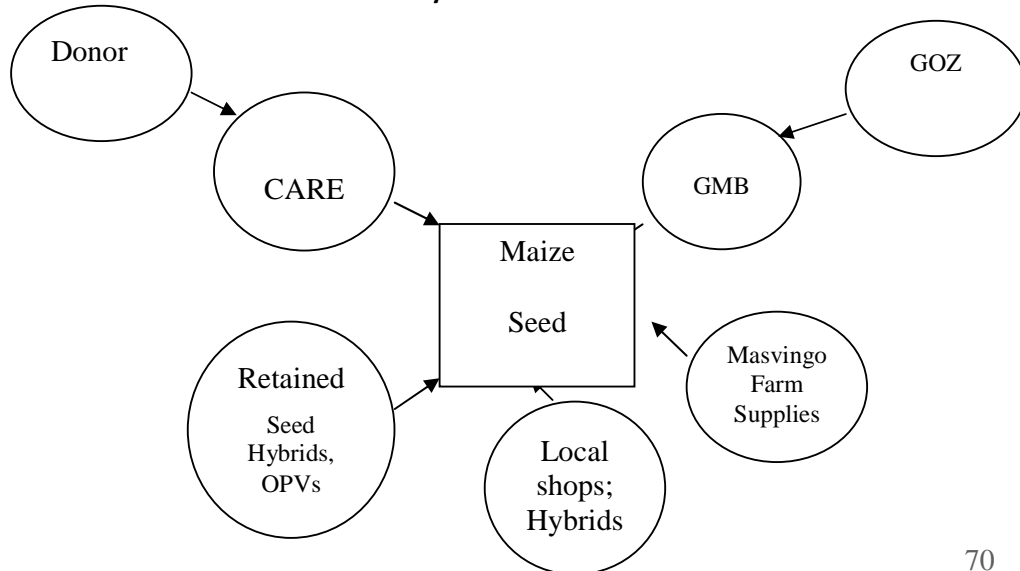 Donor
GOZ
CARE
GMB
Maize
Seed
Retained
Seed
Hybrids,
OPVs
Local
shops;
Hybrids
Masvingo
Farm
Supplies
70